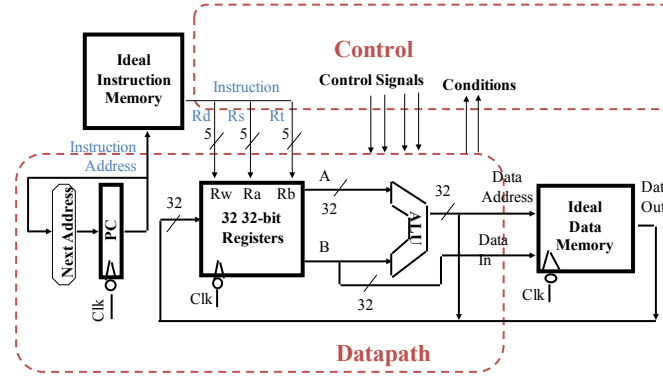 Control
Ideal
Instruction
Memory
Instruction
Control Signals
Conditions
Rd
Rs
Rt
5
5
5
Instruction
Address
32
Next Address
PC
Clk
Rw
Ra
Rb
32 32-bit
Registers
Clk
A
32
B
32
ALU
32
Data
Address
Data
In
Ideal
Data
Memory
Clk
Dat
Out
Datapath